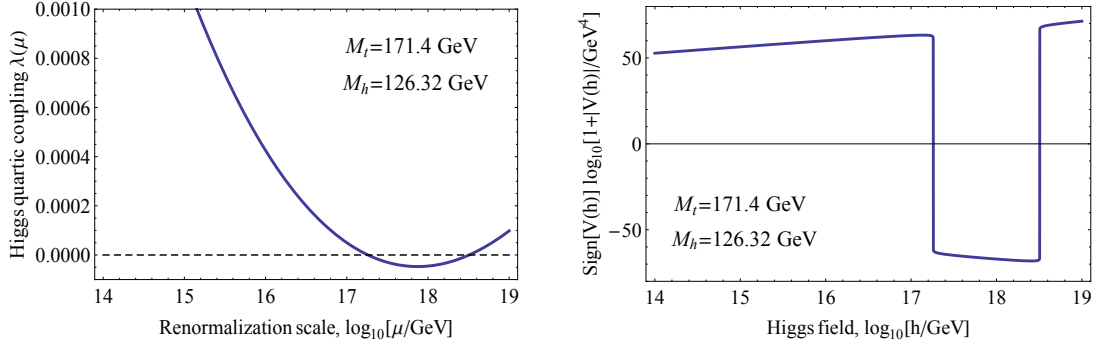 Higgs quartic coupling λ(μ)
0.0010
0.0008
0.0006
0.0004
0.0002
0.0000
M_t=171.4 GeV
M_h=126.32 GeV
14 15 16 17 18 19
Renormalization scale, log₁₀[μ/GeV]
Sign[V(h)] log₁₀[1+|V(h)|/GeV⁴]
50
0
−50
M_t=171.4 GeV
M_h=126.32 GeV
14 15 16 17 18 19
Higgs field, log₁₀[h/GeV]